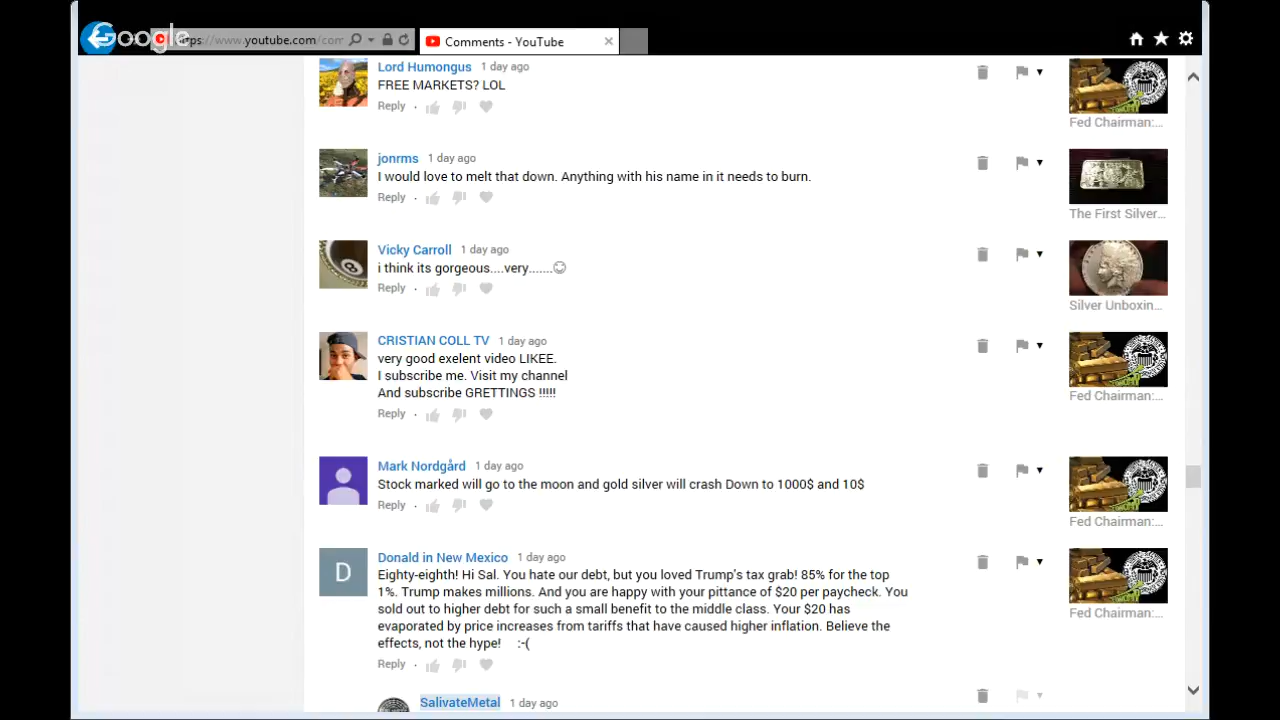 Google
https://www.youtube.com/com
Comments - YouTube
Lord Humongus 1 day ago
FREE MARKETS? LOL
Reply
Fed Chairman:...
jonrms 1 day ago
I would love to melt that down. Anything with his name in it needs to burn.
Reply
The First Silver...
Vicky Carroll 1 day ago
i think its gorgeous....very.......😊
Reply
Silver Unboxin...
CRISTIAN COLL TV 1 day ago
very good exelent video LIKEE.
I subscribe me. Visit my channel
And subscribe GRETTINGS !!!!!
Reply
Fed Chairman:...
Mark Nordgård 1 day ago
Stock marked will go to the moon and gold silver will crash Down to 1000$ and 10$
Reply
Fed Chairman:...
D
Donald in New Mexico 1 day ago
Eighty-eighth! Hi Sal. You hate our debt, but you loved Trump's tax grab! 85% for the top
1%. Trump makes millions. And you are happy with your pittance of $20 per paycheck. You
sold out to higher debt for such a small benefit to the middle class. Your $20 has
evaporated by price increases from tariffs that have caused higher inflation. Believe the
effects, not the hype! :-(
Reply
Fed Chairman:...
SalivateMetal 1 day ago